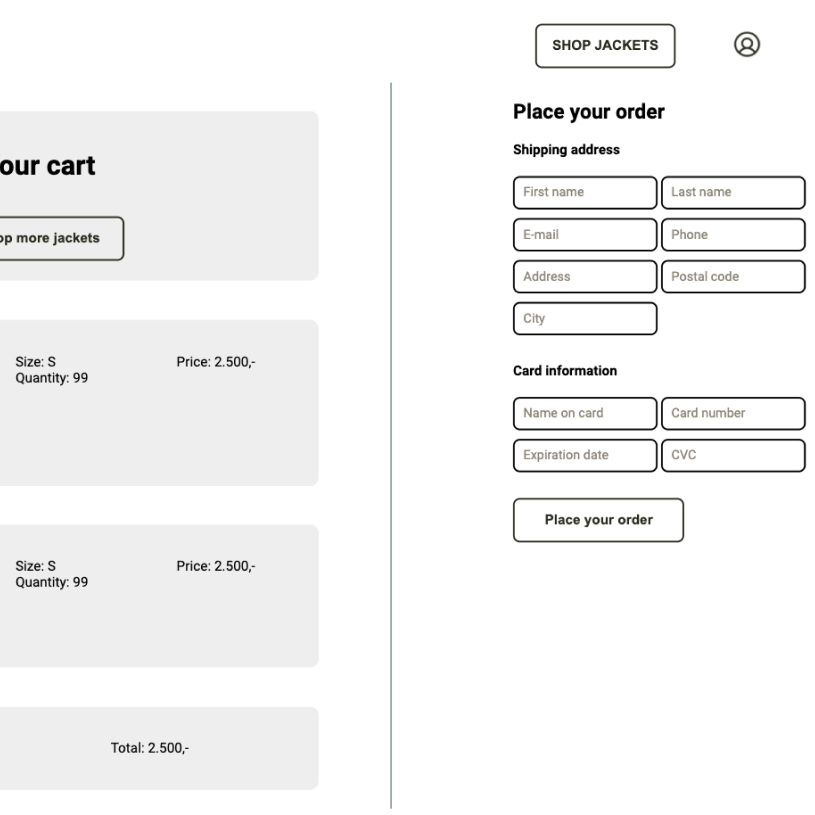 SHOP JACKETS
our cart
op more jackets
Size: S
Quantity: 99
Price: 2.500,-
Size: S
Quantity: 99
Price: 2.500,-
Total: 2.500,-
Place your order
Shipping address
First name
Last name
E-mail
Phone
Address
Postal code
City
Card information
Name on card
Card number
Expiration date
CVC
Place your order